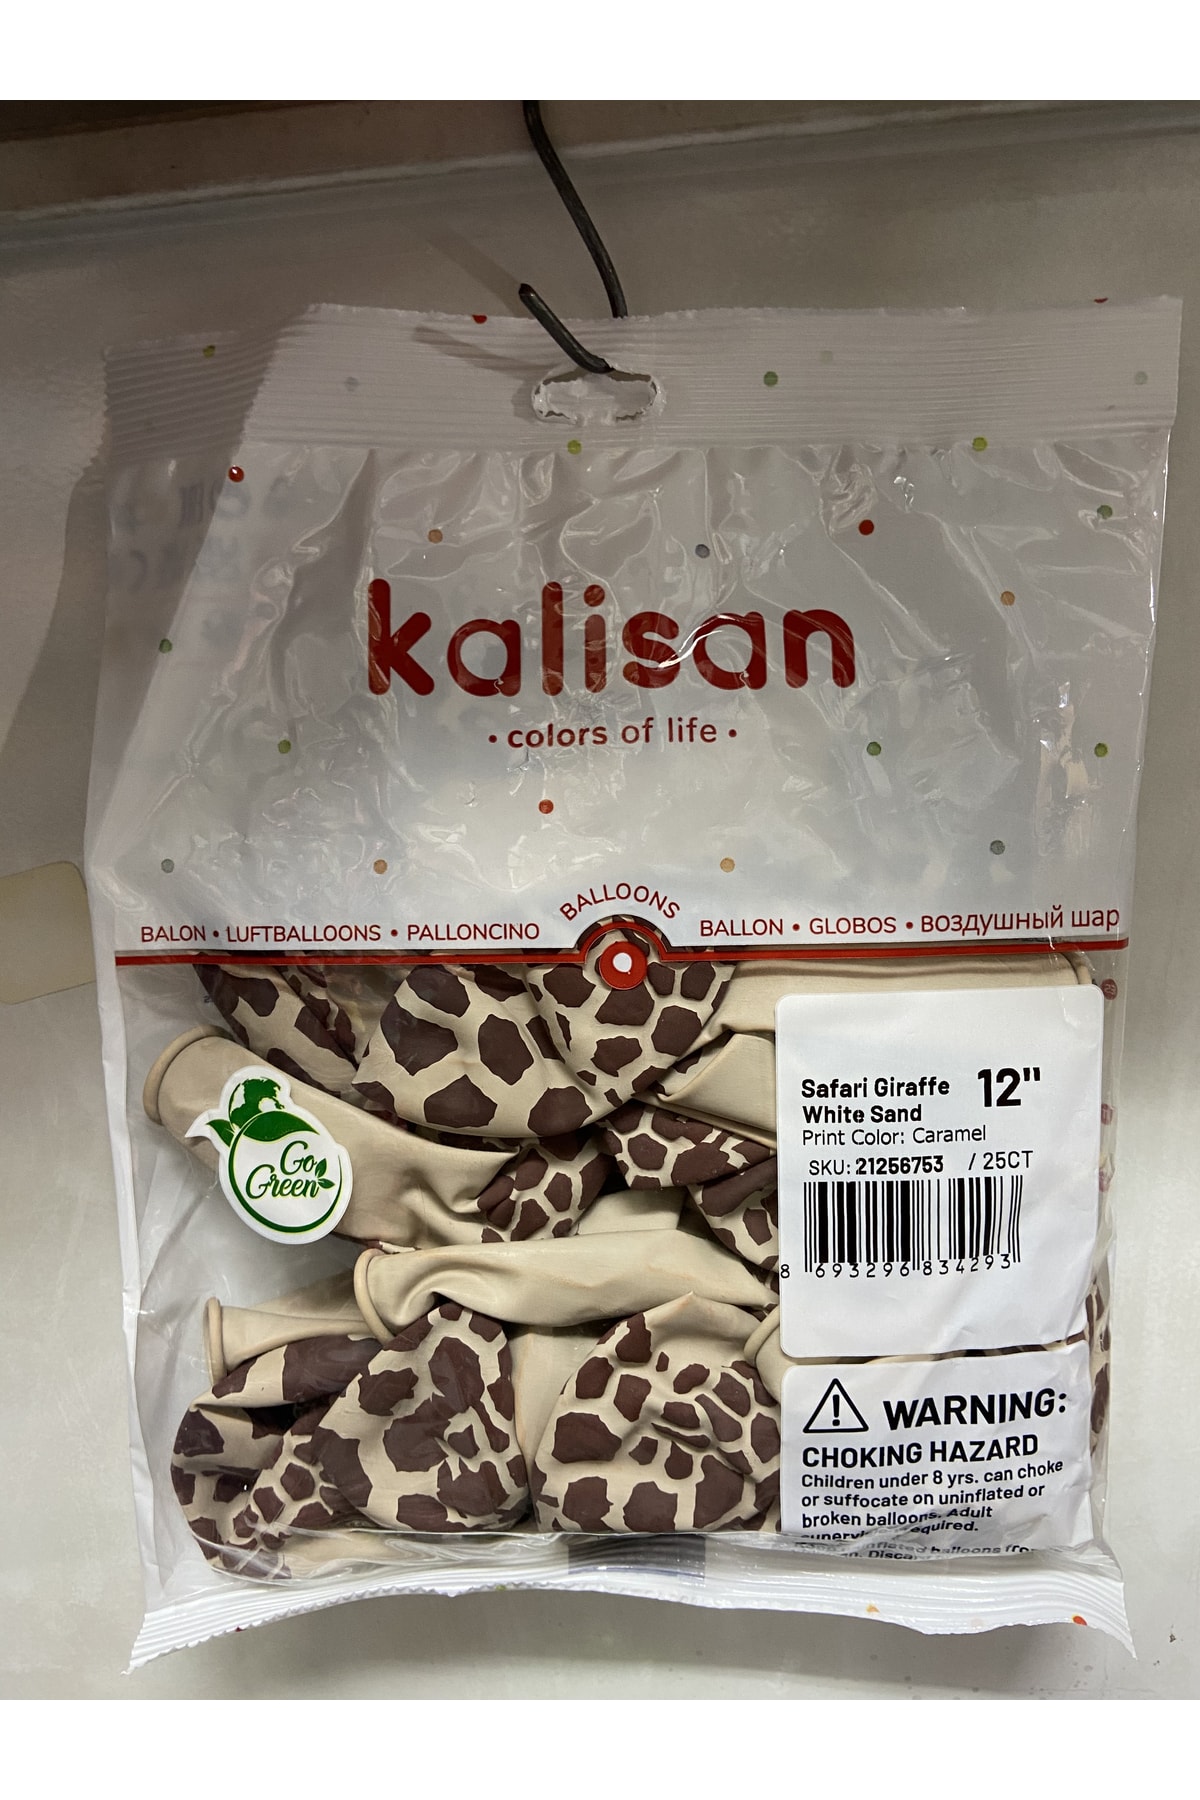 kalisan
• colors of life •
BALLOONS
BALON • LUFTBALLOONS • PALLONCINO
BALLON • GLOBOS • ВОЗДУШНЫЙ шар
Go
Green
Safari Giraffe 12"
White Sand
Print Color: Caramel
SKU: 21256753 / 25CT
8 693296 834293
WARNING:
CHOKING HAZARD
Children under 8 yrs. can choke
or suffocate on uninflated or
broken balloons. Adult